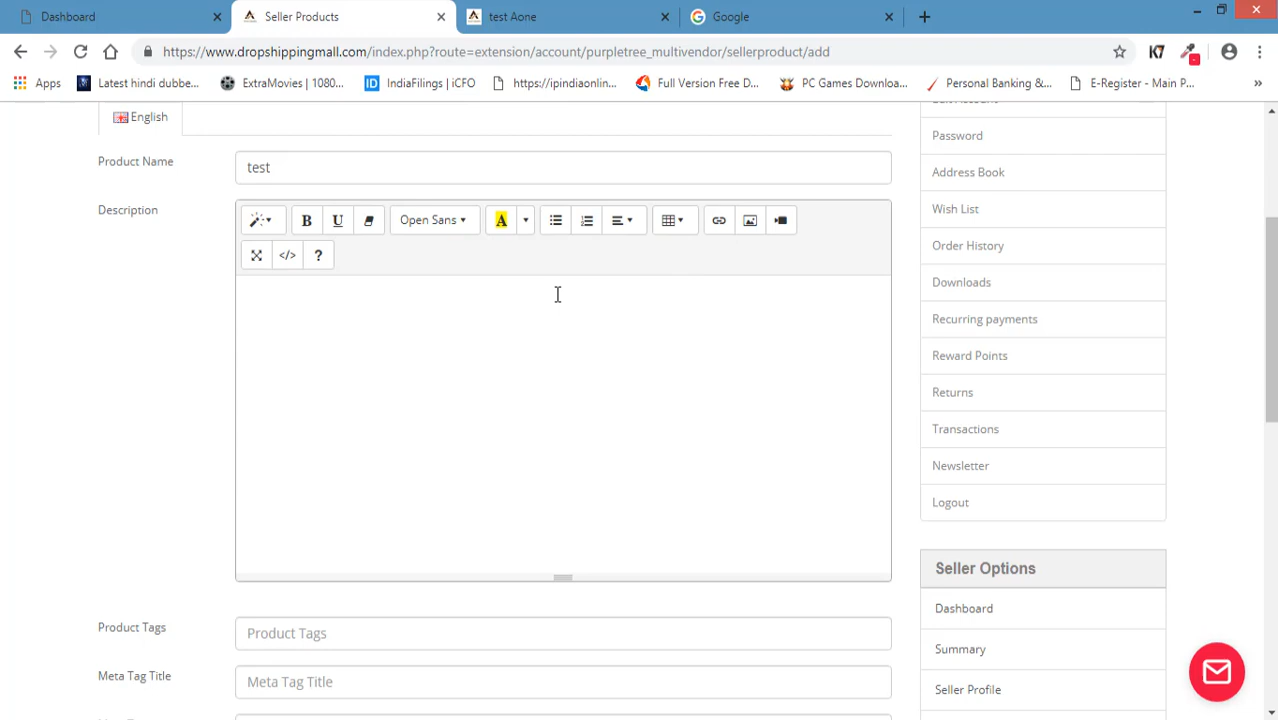 Dashboard
Seller Products
test Aone
Google
https://www.dropshippingmall.com/index.php?route=extension/account/purpletree_multivendor/sellerproduct/add
Apps
Latest hindi dubbe...
ExtraMovies | 1080...
IndiaFilings | iCFO
https://ipindiaonlin...
Full Version Free D...
PC Games Downloa...
Personal Banking &...
E-Register - Main P...
English
Product Name
test
Description
B
U
Open Sans
A
</>
?
Product Tags
Product Tags
Meta Tag Title
Meta Tag Title
Edit Account
Password
Address Book
Wish List
Order History
Downloads
Recurring payments
Reward Points
Returns
Transactions
Newsletter
Logout
Seller Options
Dashboard
Summary
Seller Profile